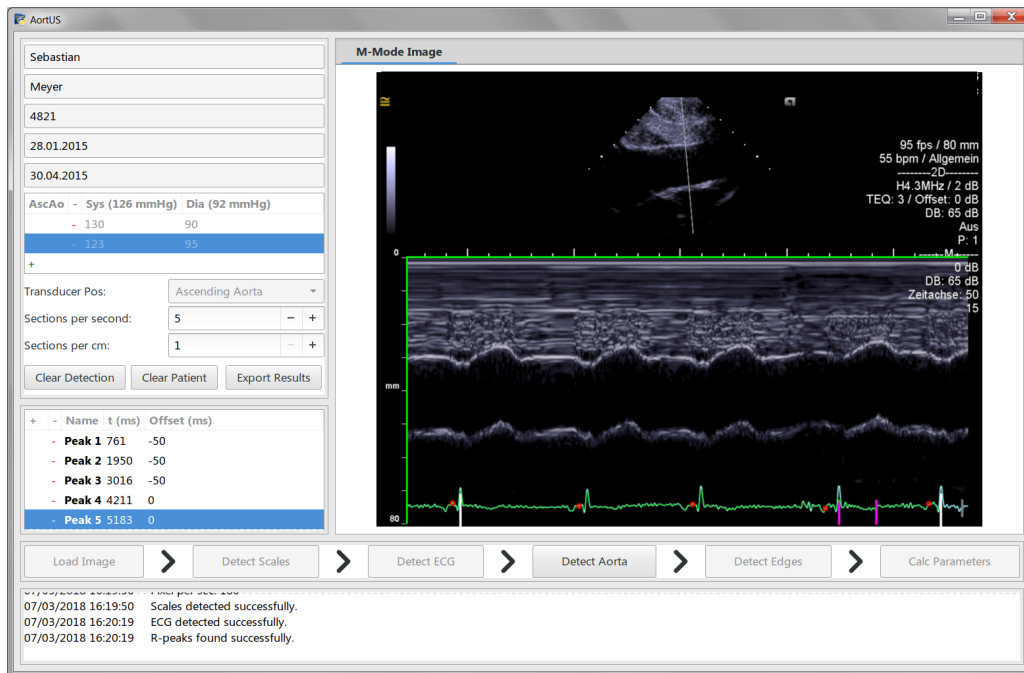 AortUS
Sebastian
Meyer
4821
28.01.2015
30.04.2015
AscAo - Sys (126 mmHg) Dia (92 mmHg)
- 130 90
- 123 95
+
Transducer Pos: Ascending Aorta
Sections per second: 5 − +
Sections per cm: 1 − +
Clear Detection Clear Patient Export Results
+ - Name t (ms) Offset (ms)
- Peak 1 761 -50
- Peak 2 1950 -50
- Peak 3 3016 -50
- Peak 4 4211 0
- Peak 5 5183 0
M-Mode Image
95 fps / 80 mm
55 bpm / Allgemein
--------2D--------
H4.3MHz / 2 dB
TEQ: 3 / Offset: 0 dB
DB: 65 dB
Aus
P: 1
M
0
0 dB
DB: 65 dB
Zeitachse: 50
15
mm
80
Load Image Detect Scales Detect ECG Detect Aorta Detect Edges Calc Parameters
07/03/2018 16:19:50 Scales detected successfully.
07/03/2018 16:20:19 ECG detected successfully.
07/03/2018 16:20:19 R-peaks found successfully.